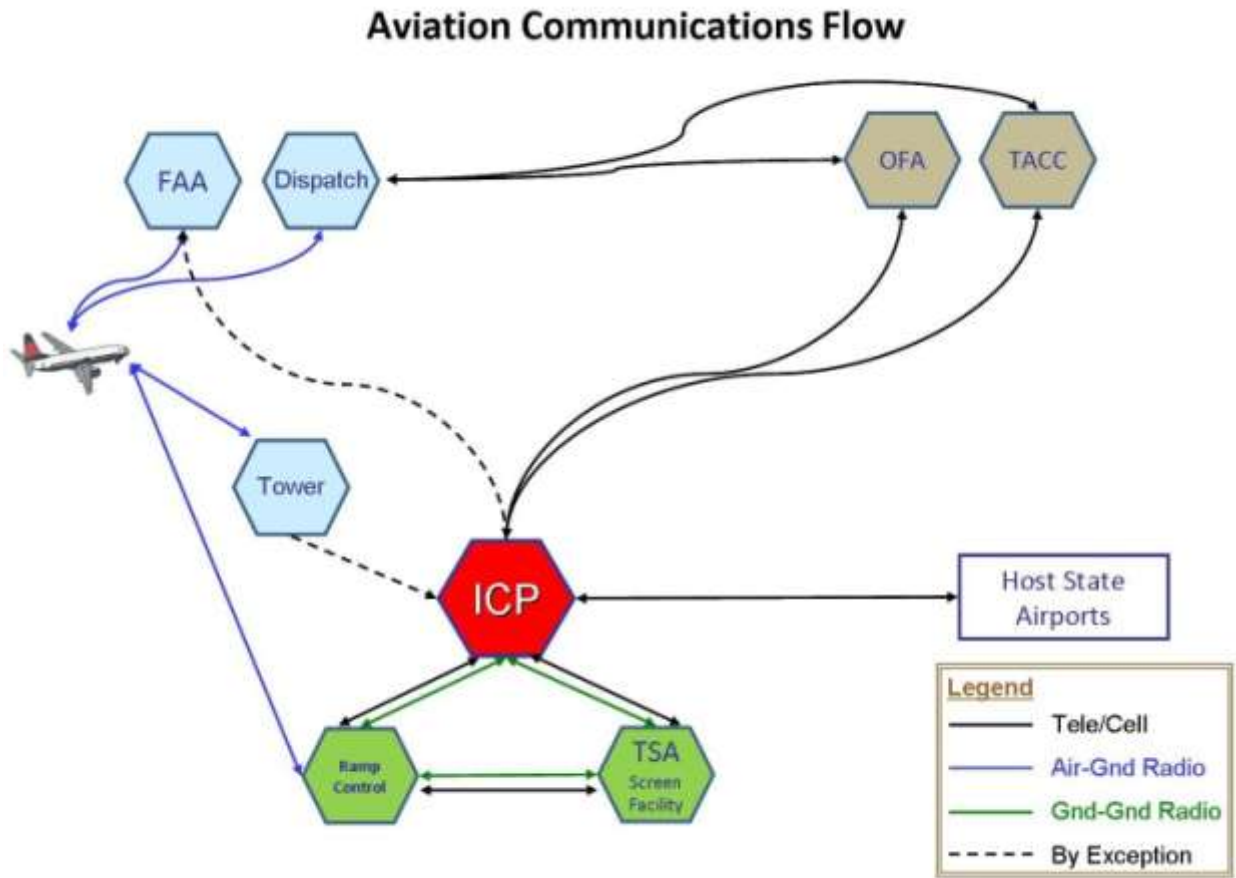 Aviation Communications Flow
FAA
Dispatch
OFA
TACC
Tower
ICP
Host State
Airports
Ramp
Control
TSA
Screen
Facility
Legend
Tele/Cell
Air-Gnd Radio
Gnd-Gnd Radio
By Exception